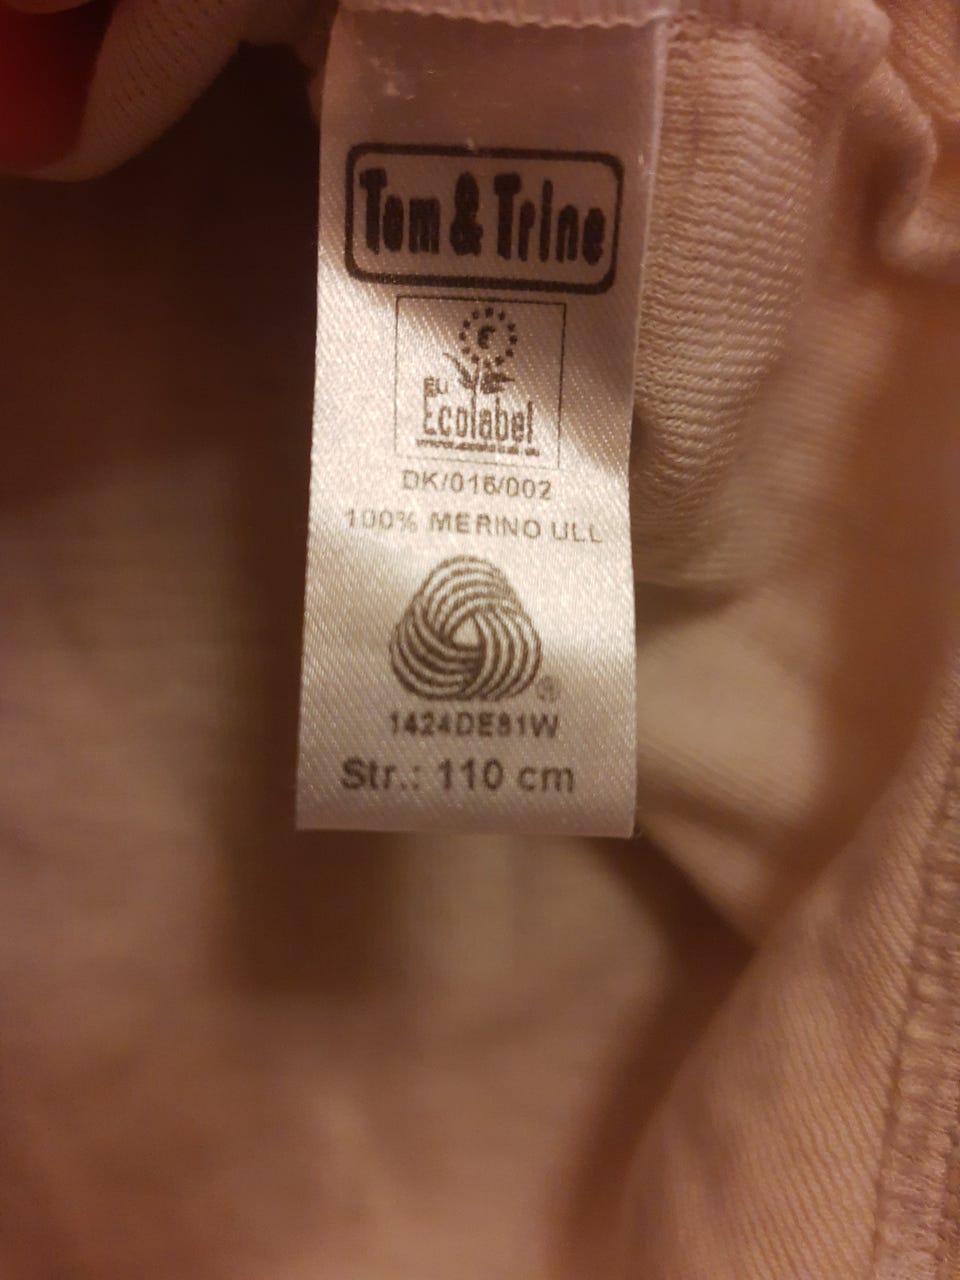 Tom & Trine
EU
Ecolabel
DK/016/002
100% MERINO ULL
®
1424DE81W
Str.: 110 cm